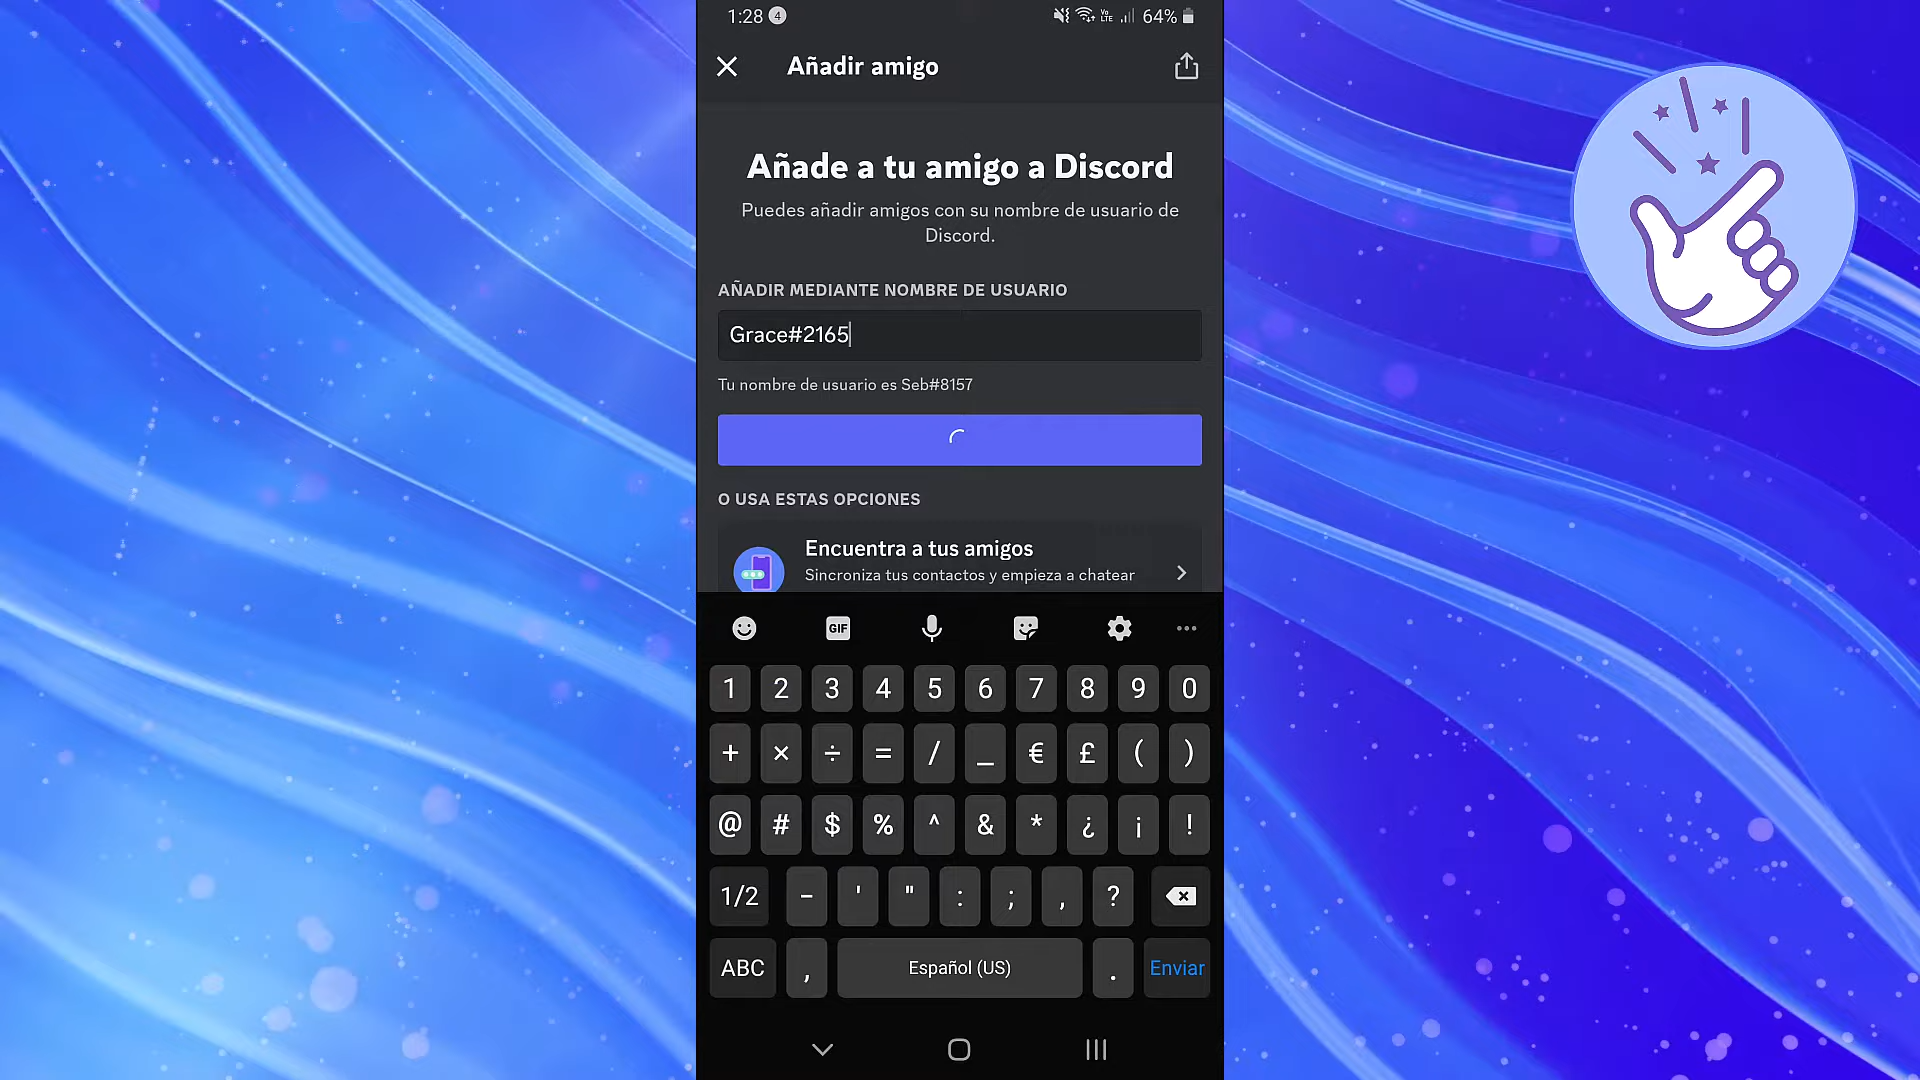 1:28 4 Vo LTE 64%
Añadir amigo
Añade a tu amigo a Discord
Puedes añadir amigos con su nombre de usuario de
Discord.
AÑADIR MEDIANTE NOMBRE DE USUARIO
Grace#2165
Tu nombre de usuario es Seb#8157
O USA ESTAS OPCIONES
Encuentra a tus amigos
Sincroniza tus contactos y empieza a chatear
GIF
1 2 3 4 5 6 7 8 9 0
+ × ÷ = / _ € £ ( )
@ # $ % ^ & * ¿ ¡ !
1/2 - ' " : ; , ?
ABC , Español (US) . Enviar